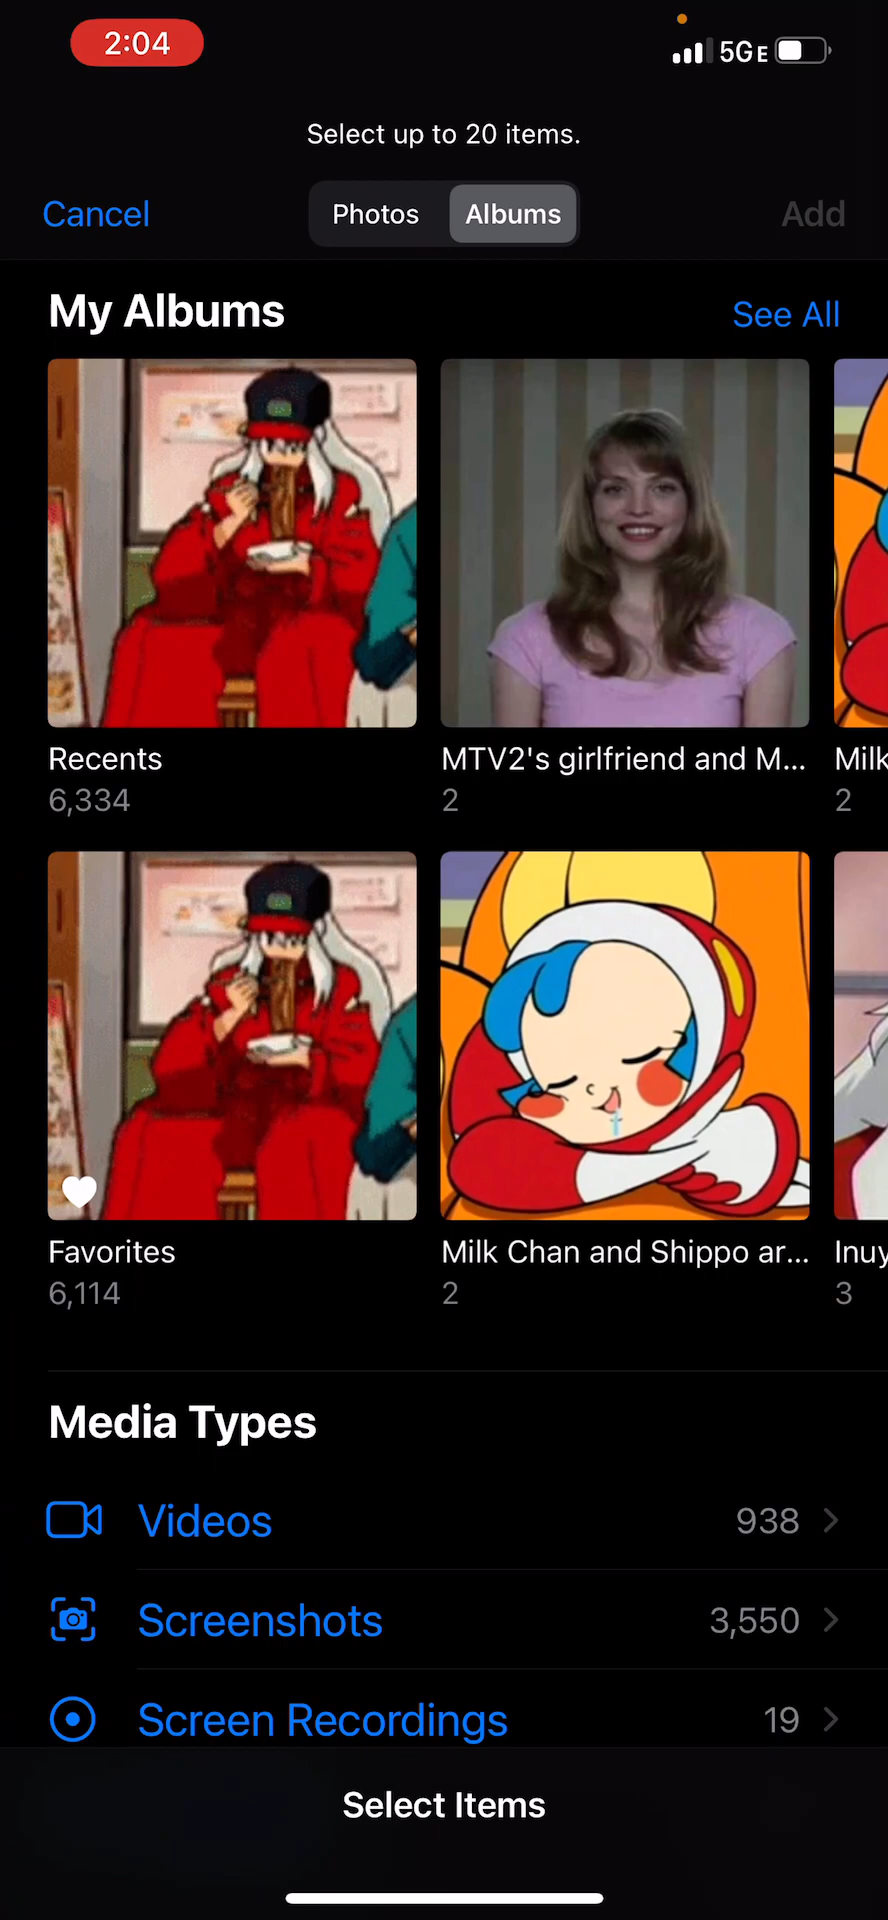 2:04
5GE
Select up to 20 items.
Cancel
Photos
Albums
Add
My Albums
See All
Recents
6,334
MTV2's girlfriend and M...
2
Milk
2
Favorites
6,114
Milk Chan and Shippo ar...
2
Inuy
3
Media Types
Videos
938
Screenshots
3,550
Screen Recordings
19
Select Items